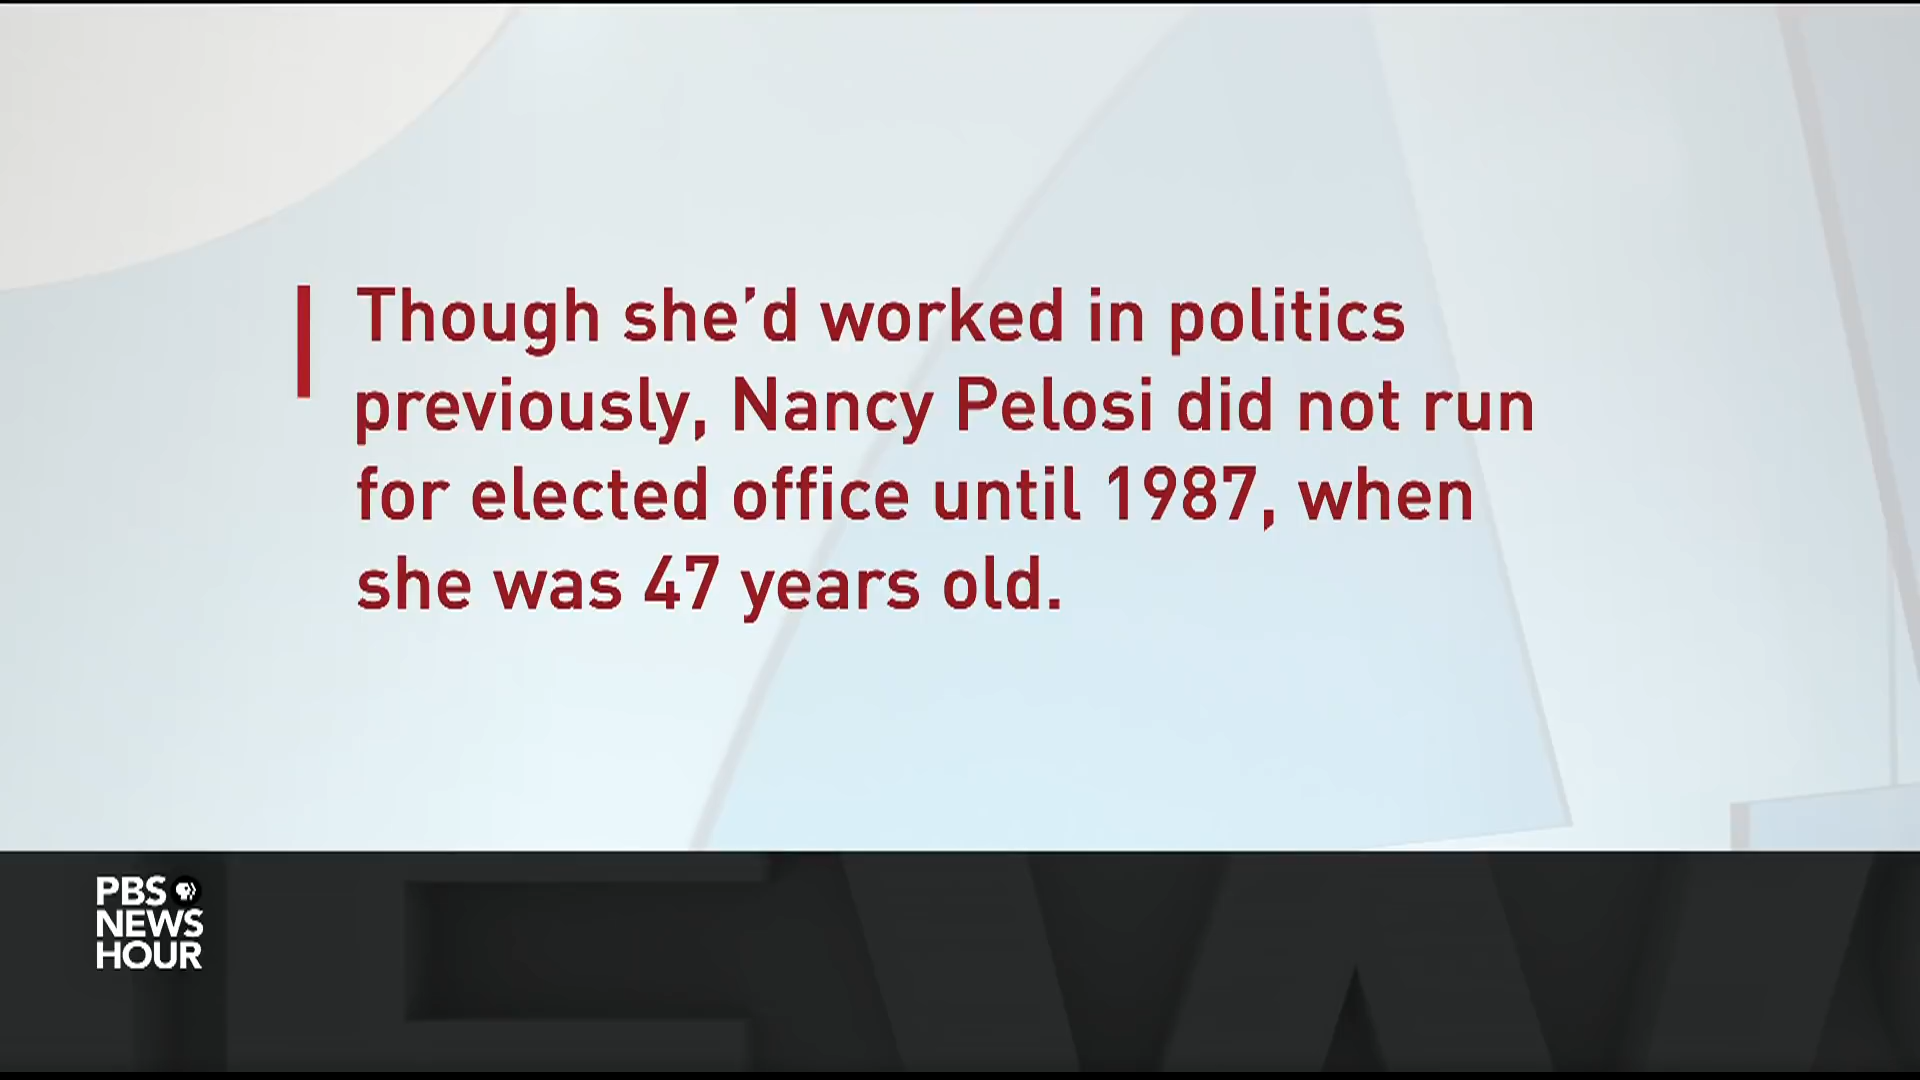 Though she’d worked in politics
previously, Nancy Pelosi did not run
for elected office until 1987, when
she was 47 years old.
PBS
NEWS
HOUR